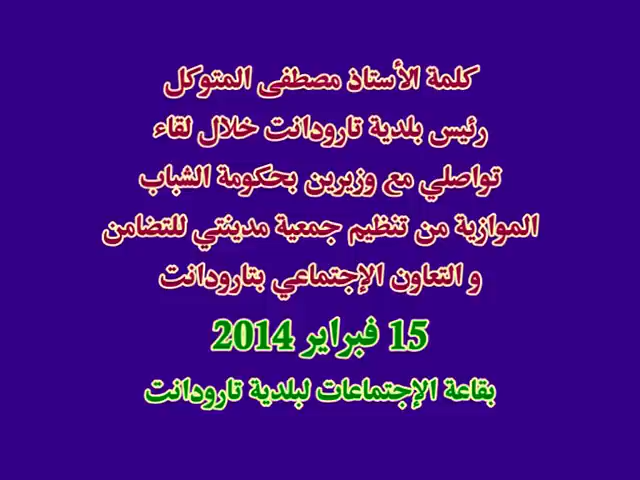 كلمة الأستاذ مصطفى المتوكل
رئيس بلدية تارودانت خلال لقاء
تواصلي مع وزيرين بحكومة الشباب
الموازية من تنظيم جمعية مدينتي للتضامن
و التعاون الإجتماعي بتارودانت
15 فبراير 2014
بقاعة الإجتماعات لبلدية تارودانت